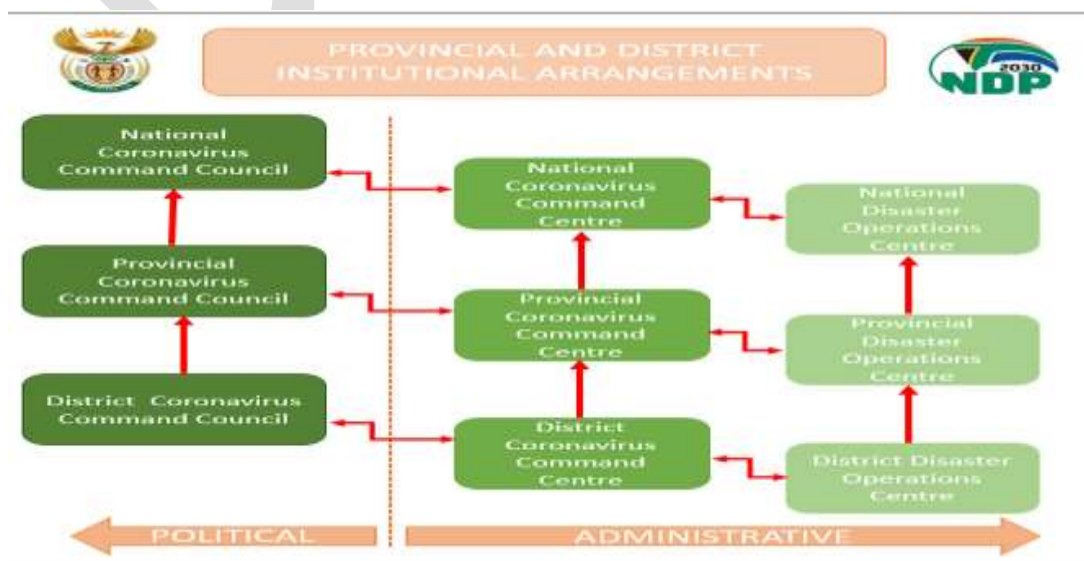 PROVINCIAL AND DISTRICT
INSTITUTIONAL ARRANGEMENTS
2030
NDP
National
Coronavirus
Command Council
National
Coronavirus
Command
Centre
National
Disaster
Operations
Centre
Provincial
Coronavirus
Command Council
Provincial
Coronavirus
Command
Centre
Provincial
Disaster
Operations
Centre
District Coronavirus
Command Council
District
Coronavirus
Command
Centre
District Disaster
Operations
Centre
POLITICAL
ADMINISTRATIVE